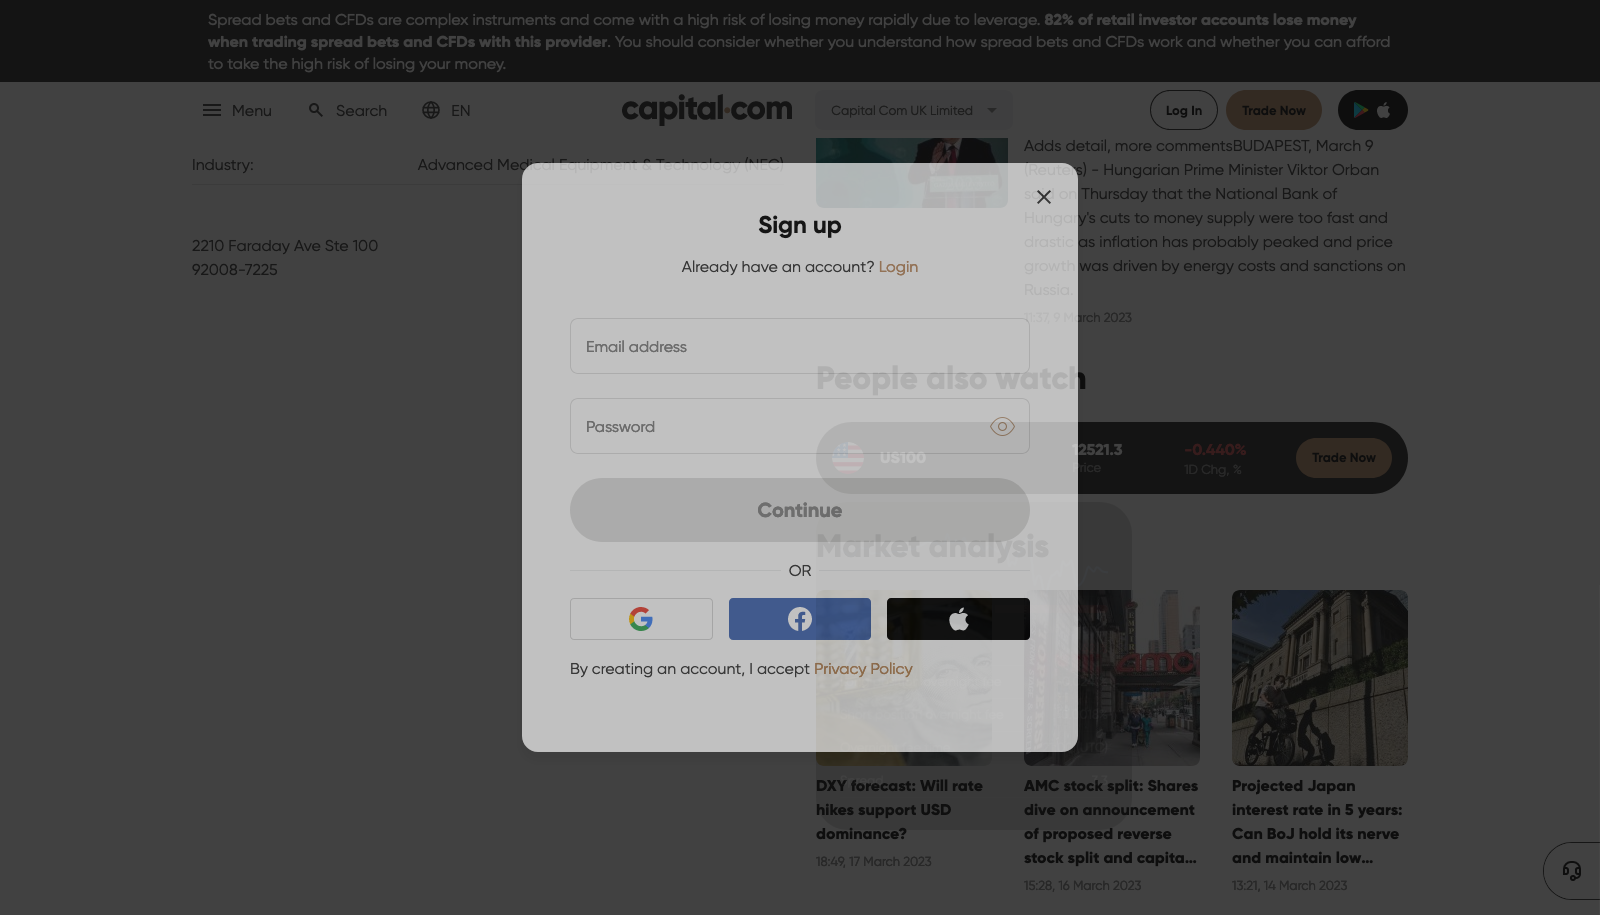 Spread bets and CFDs are complex instruments and come with a high risk of losing money rapidly due to leverage. 82% of retail investor accounts lose money
when trading spread bets and CFDs with this provider. You should consider whether you understand how spread bets and CFDs work and whether you can afford
to take the high risk of losing your money.
Menu
Search
EN
capital.com
Capital Com UK Limited
Log In
Trade Now
Industry:
Advanced Medical Equipment & Technology (NEC)
2210 Faraday Ave Ste 100
92008-7225
Adds detail, more commentsBUDAPEST, March 9
(Reuters) - Hungarian Prime Minister Viktor Orban
said on Thursday that the National Bank of
Hungary's cuts to money supply were too fast and
drastic as inflation has probably peaked and price
growth was driven by energy costs and sanctions on
Russia.
11:37, 9 March 2023
Sign up
Already have an account? Login
Email address
Password
Continue
OR
By creating an account, I accept Privacy Policy
People also watch
US100
12521.3
Price
-0.440%
1D Chg, %
Trade Now
Market analysis
AMC
DXY forecast: Will rate
hikes support USD
dominance?
18:49, 17 March 2023
AMC stock split: Shares
dive on announcement
of proposed reverse
stock split and capita...
15:28, 16 March 2023
Projected Japan
interest rate in 5 years:
Can BoJ hold its nerve
and maintain low...
13:21, 14 March 2023